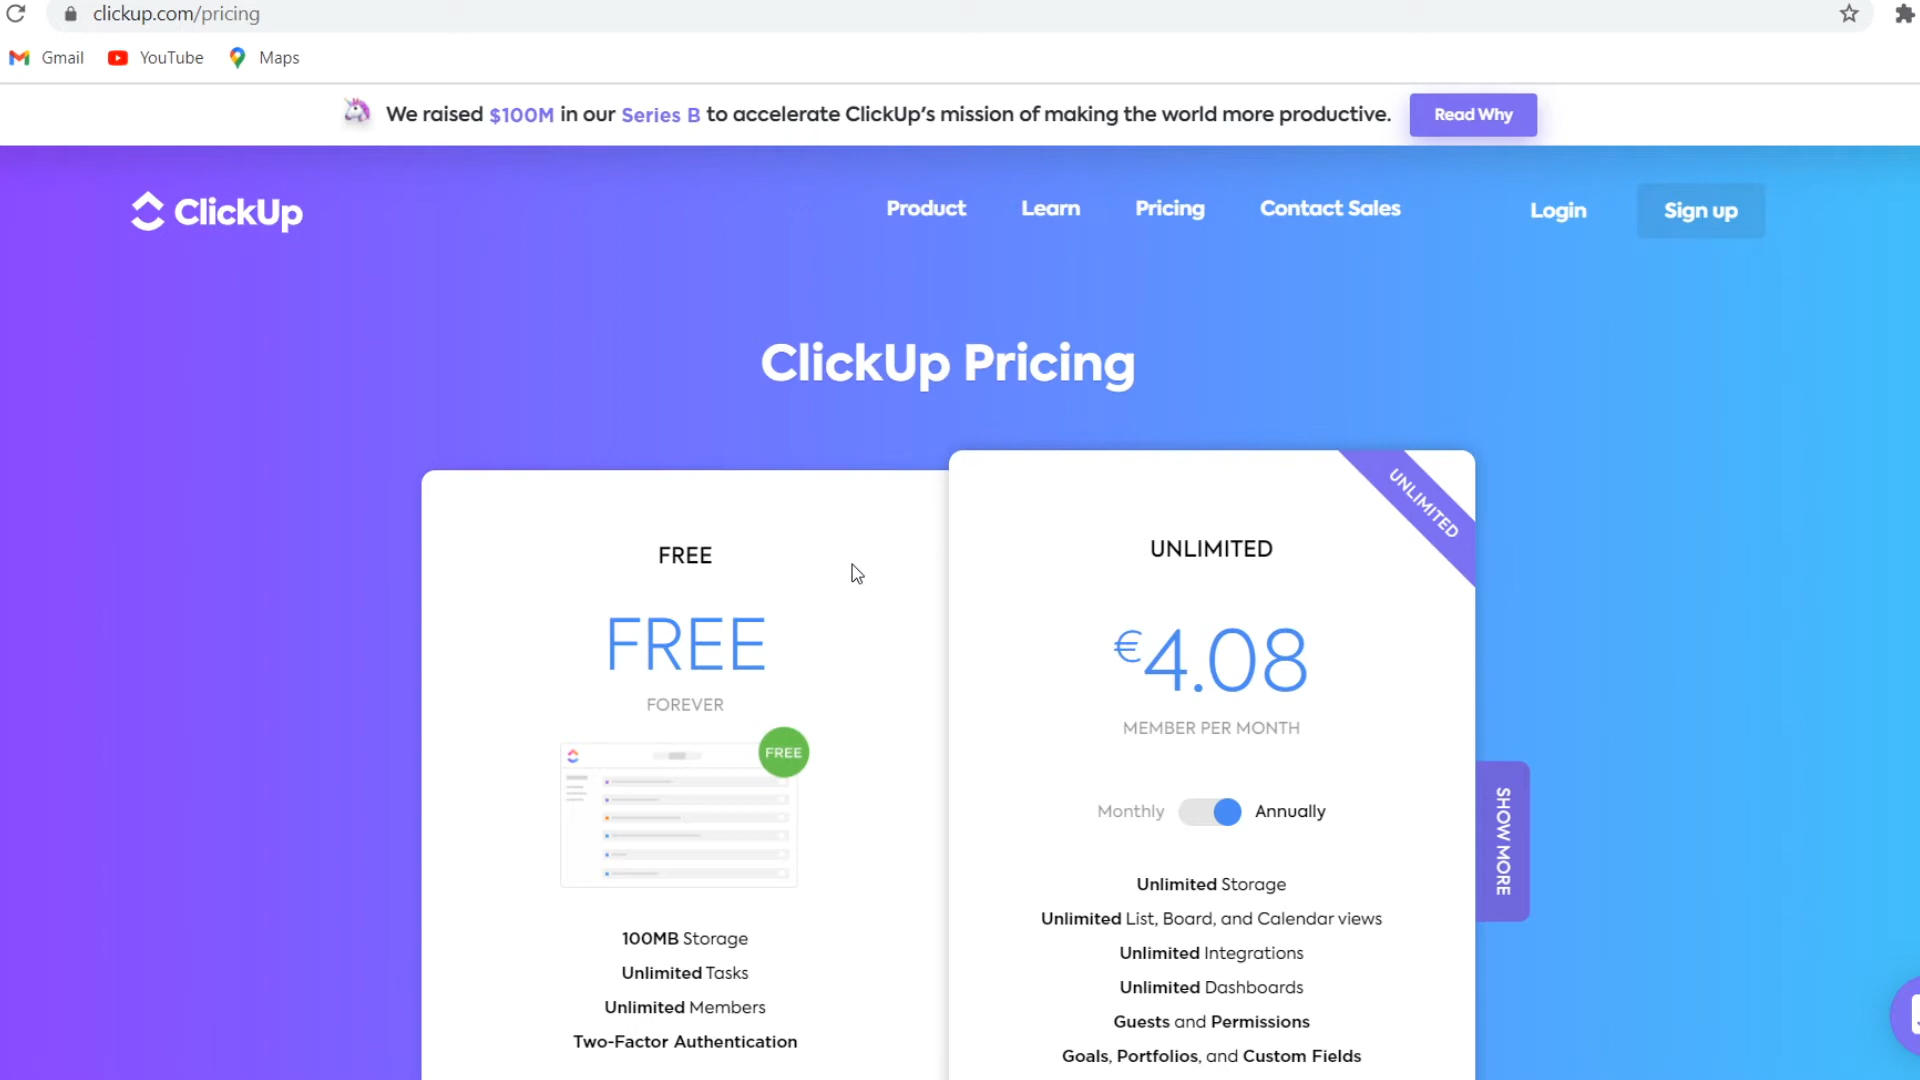 clickup.com/pricing
Gmail YouTube Maps
We raised $100M in our Series B to accelerate ClickUp's mission of making the world more productive. Read Why
ClickUp Product Learn Pricing Contact Sales Login Sign up
ClickUp Pricing
FREE
FREE
FOREVER
FREE
100MB Storage
Unlimited Tasks
Unlimited Members
Two-Factor Authentication
UNLIMITED
UNLIMITED
€4.08
MEMBER PER MONTH
Monthly Annually
Unlimited Storage
Unlimited List, Board, and Calendar views
Unlimited Integrations
Unlimited Dashboards
Guests and Permissions
Goals, Portfolios, and Custom Fields
SHOW MORE